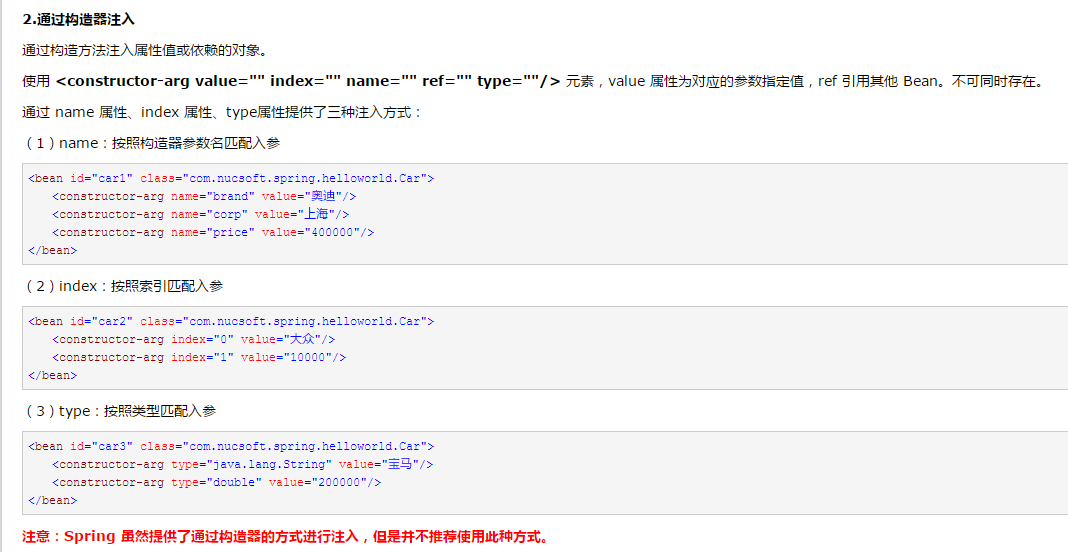 2.通过构造器注入
通过构造方法注入属性值或依赖的对象。
使用 <constructor-arg value="" index="" name="" ref="" type=""/> 元素，value 属性为对应的参数指定值，ref 引用其他 Bean。不可同时存在。
通过 name 属性、index 属性、type属性提供了三种注入方式：
（1）name：按照构造器参数名匹配入参
<bean id="car1" class="com.nucsoft.spring.helloworld.Car">
    <constructor-arg name="brand" value="奥迪"/>
    <constructor-arg name="corp" value="上海"/>
    <constructor-arg name="price" value="400000"/>
</bean>
（2）index：按照索引匹配入参
<bean id="car2" class="com.nucsoft.spring.helloworld.Car">
    <constructor-arg index="0" value="大众"/>
    <constructor-arg index="1" value="10000"/>
</bean>
（3）type：按照类型匹配入参
<bean id="car3" class="com.nucsoft.spring.helloworld.Car">
    <constructor-arg type="java.lang.String" value="宝马"/>
    <constructor-arg type="double" value="200000"/>
</bean>
注意：Spring 虽然提供了通过构造器的方式进行注入，但是并不推荐使用此种方式。